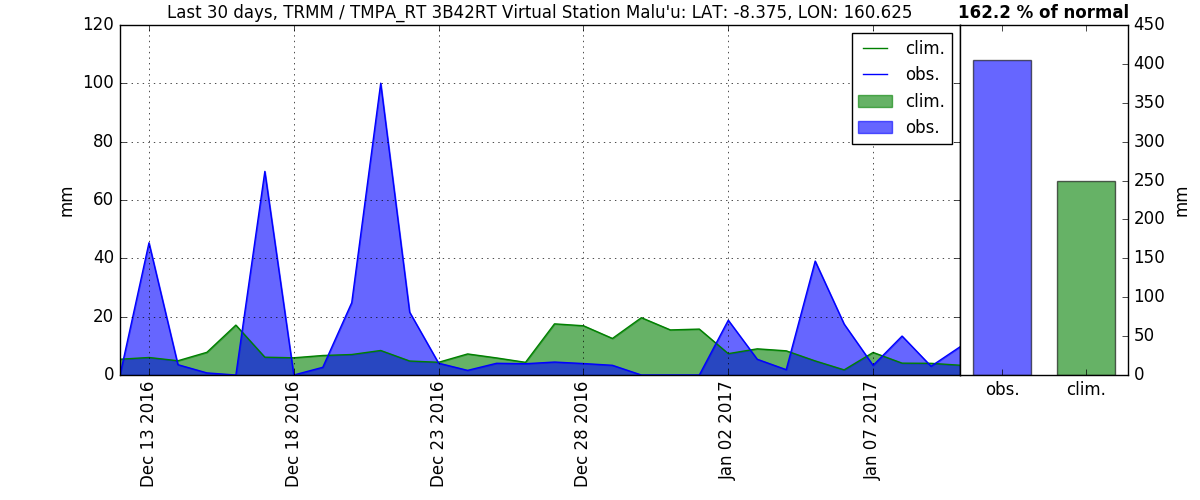 Last 30 days, TRMM / TMPA_RT 3B42RT Virtual Station Malu'u: LAT: -8.375, LON: 160.625
162.2 % of normal
120
100
80
60
40
20
0
mm
clim.
obs.
clim.
obs.
Dec 13 2016
Dec 18 2016
Dec 23 2016
Dec 28 2016
Jan 02 2017
Jan 07 2017
450
400
350
300
250
200
150
100
50
0
mm
obs.
clim.